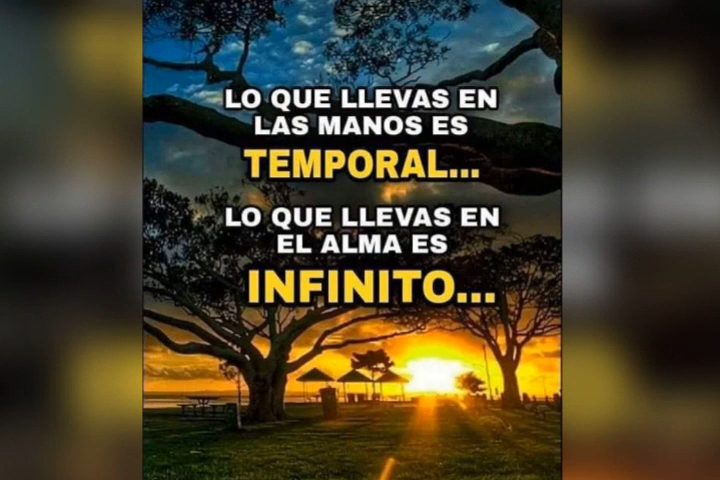 LO QUE LLEVAS EN
LAS MANOS ES
TEMPORAL...
LO QUE LLEVAS EN
EL ALMA ES
INFINITO...